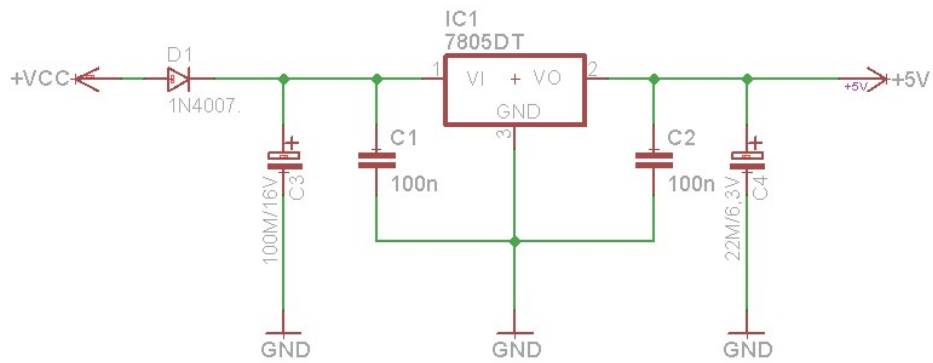 IC1
7805DT
D1
+VCC
1N4007.
1
VI
+
VO
2
GND
3
+5V
+5V
C1
100n
C2
100n
+
100M/16V
C3
+
22M/6,3V
C4
GND
GND
GND